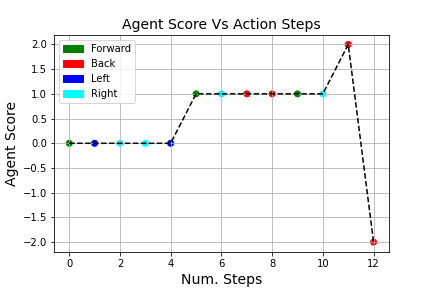 Agent Score Vs Action Steps
Forward
Back
Left
Right
2.0
1.5
1.0
0.5
0.0
−0.5
−1.0
−1.5
−2.0
Agent Score
0 2 4 6 8 10 12
Num. Steps